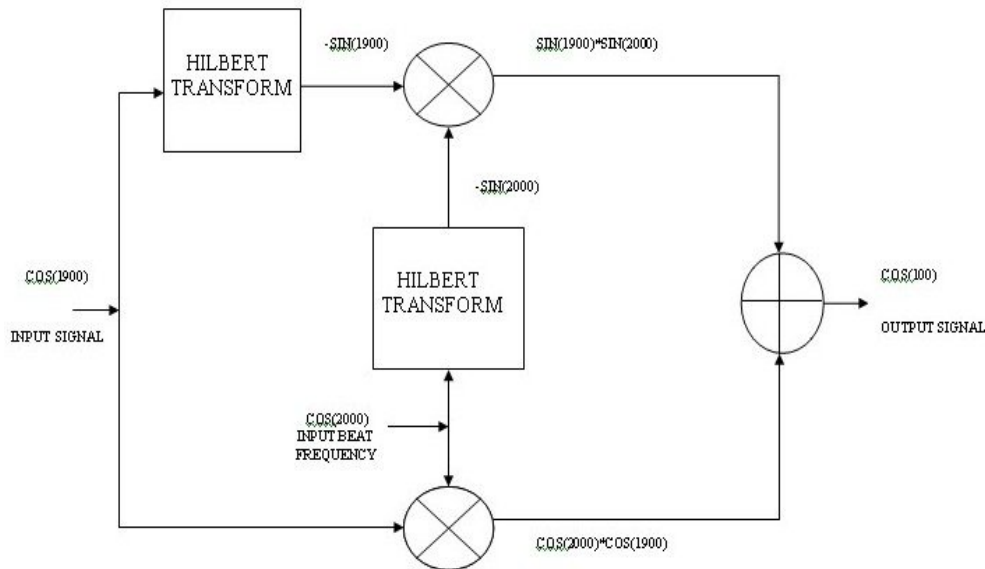 -SIN(1900)
SIN(1900)*SIN(2000)
HILBERT
TRANSFORM
-SIN(2000)
COS(1900)
INPUT SIGNAL
HILBERT
TRANSFORM
COS(100)
OUTPUT SIGNAL
COS(2000)
INPUT BEAT
FREQUENCY
COS(2000)*COS(1900)